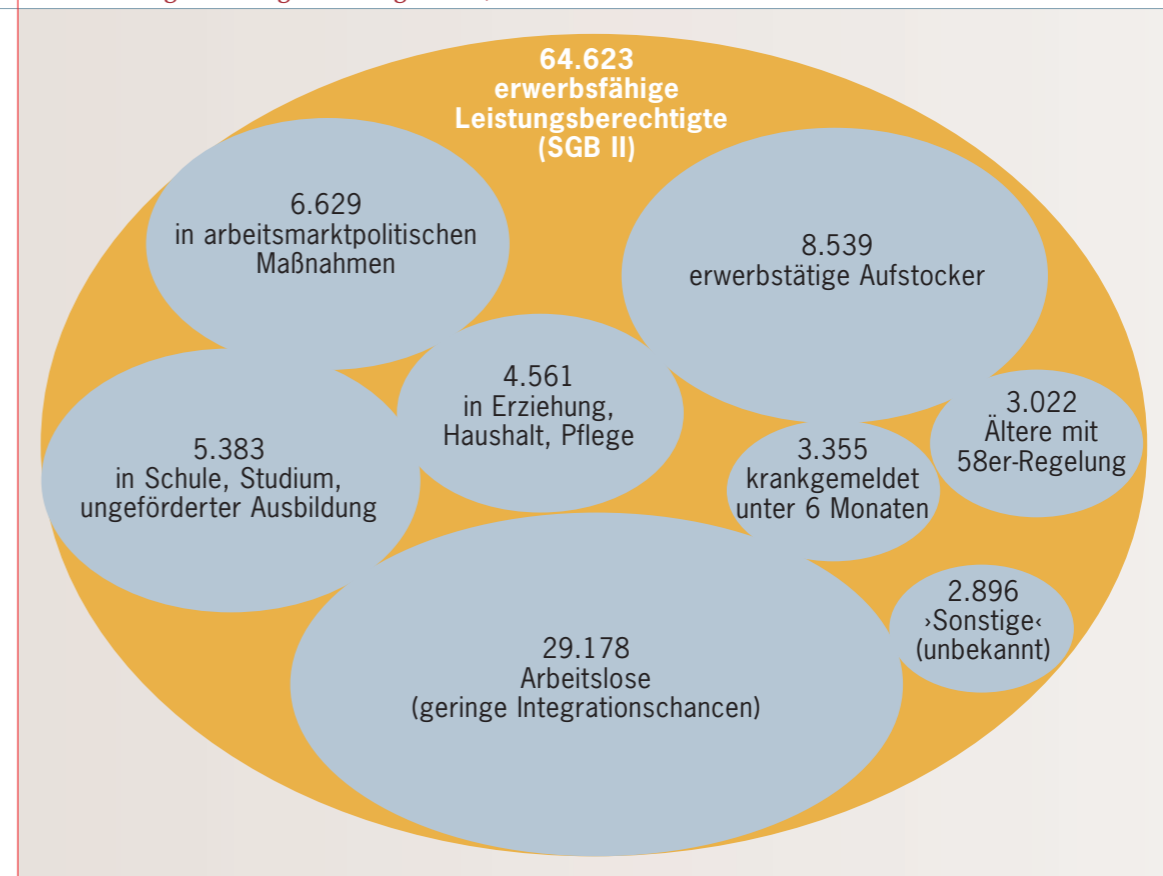 64.623
erwerbsfähige
Leistungsberechtigte
(SGB II)
6.629
in arbeitsmarktpolitischen
Maßnahmen
8.539
erwerbstätige Aufstocker
4.561
in Erziehung,
Haushalt, Pflege
3.022
Ältere mit
58er-Regelung
5.383
in Schule, Studium,
ungeförderter Ausbildung
3.355
krankgemeldet
unter 6 Monaten
2.896
›Sonstige‹
(unbekannt)
29.178
Arbeitslose
(geringe Integrationschancen)